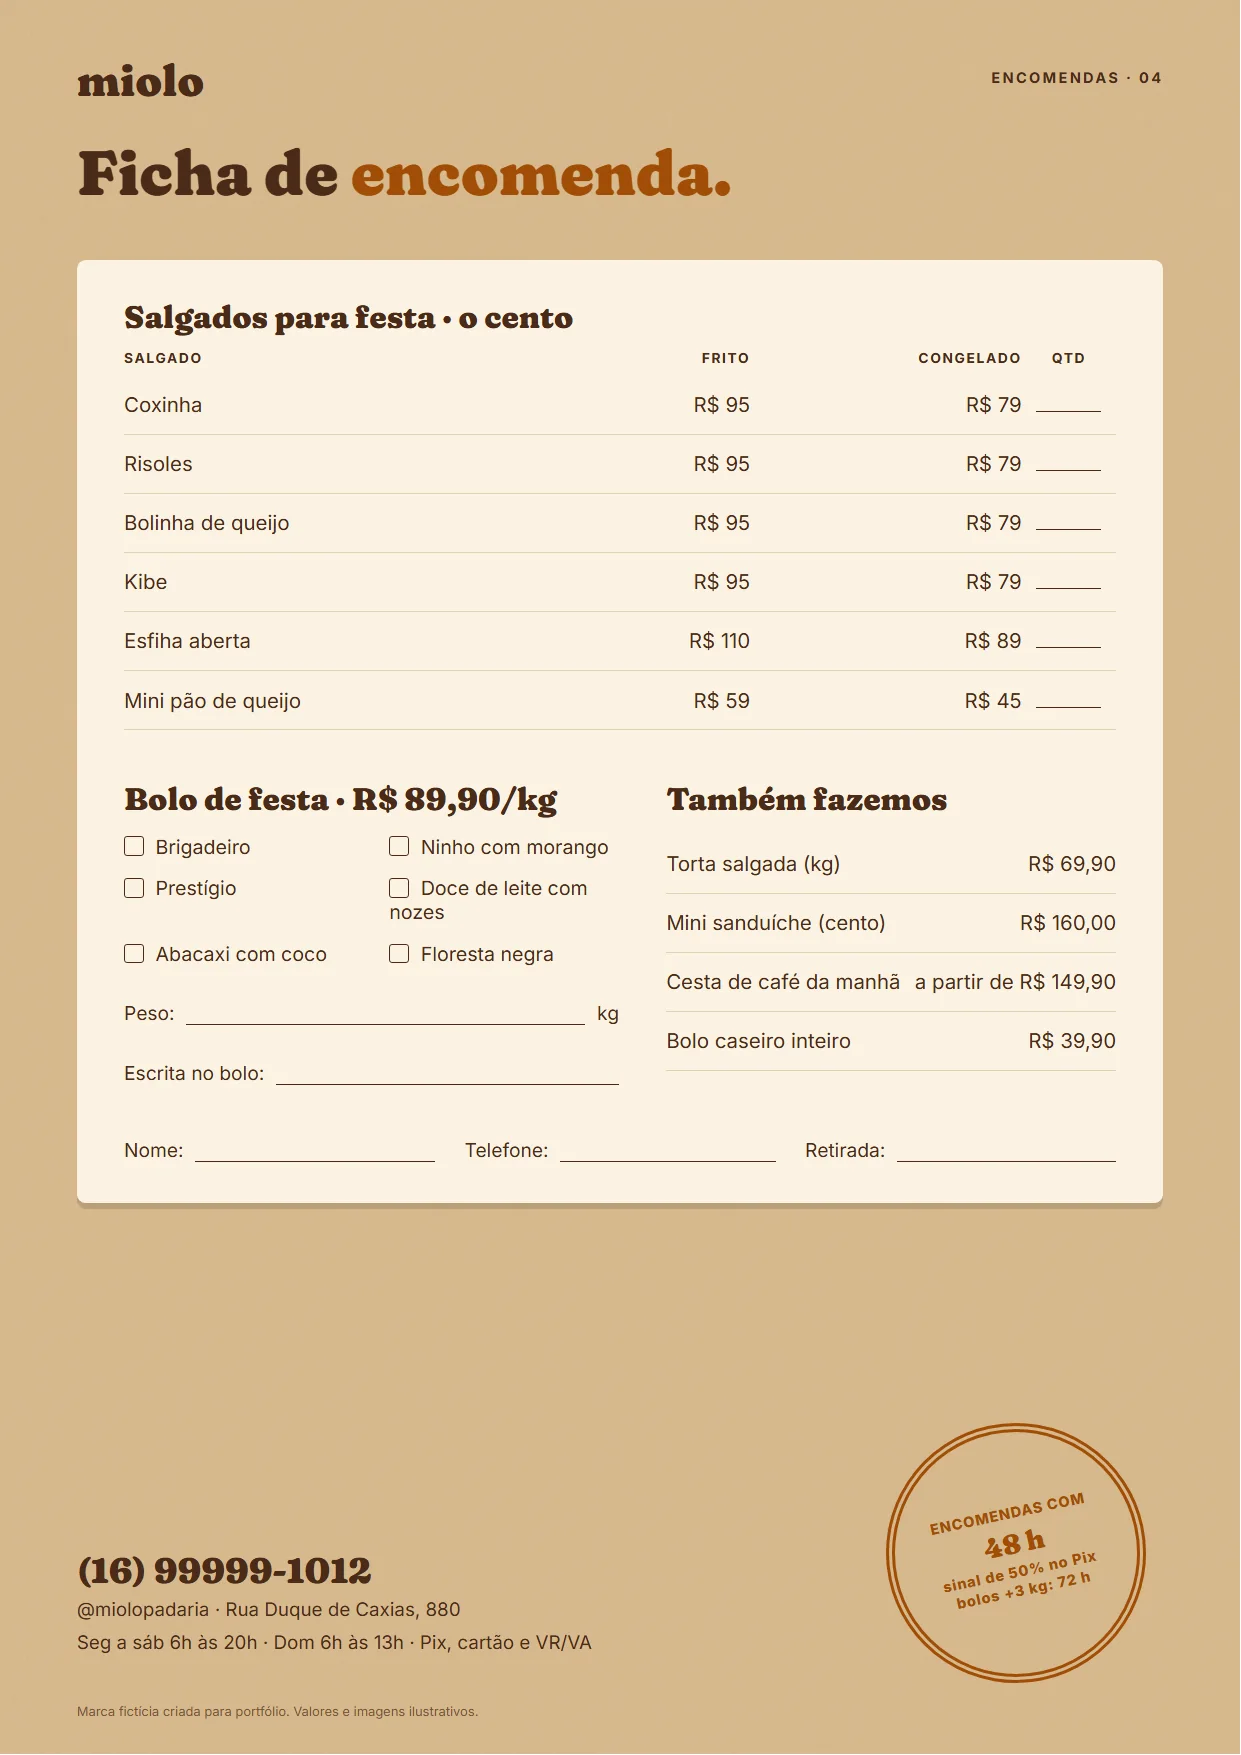 miolo
ENCOMENDAS · 04
Ficha de encomenda.
Salgados para festa · o cento
SALGADO FRITO CONGELADO QTD
Coxinha R$ 95 R$ 79
Risoles R$ 95 R$ 79
Bolinha de queijo R$ 95 R$ 79
Kibe R$ 95 R$ 79
Esfiha aberta R$ 110 R$ 89
Mini pão de queijo R$ 59 R$ 45
Bolo de festa · R$ 89,90/kg
Brigadeiro Ninho com morango
Prestígio Doce de leite com
nozes
Abacaxi com coco Floresta negra
Peso: kg
Escrita no bolo:
Também fazemos
Torta salgada (kg) R$ 69,90
Mini sanduíche (cento) R$ 160,00
Cesta de café da manhã a partir de R$ 149,90
Bolo caseiro inteiro R$ 39,90
Nome: Telefone: Retirada:
ENCOMENDAS COM
48 h
sinal de 50% no Pix
bolos +3 kg: 72 h
(16) 99999-1012
@miolopadaria · Rua Duque de Caxias, 880
Seg a sáb 6h às 20h · Dom 6h às 13h · Pix, cartão e VR/VA
Marca fictícia criada para portfólio. Valores e imagens ilustrativos.